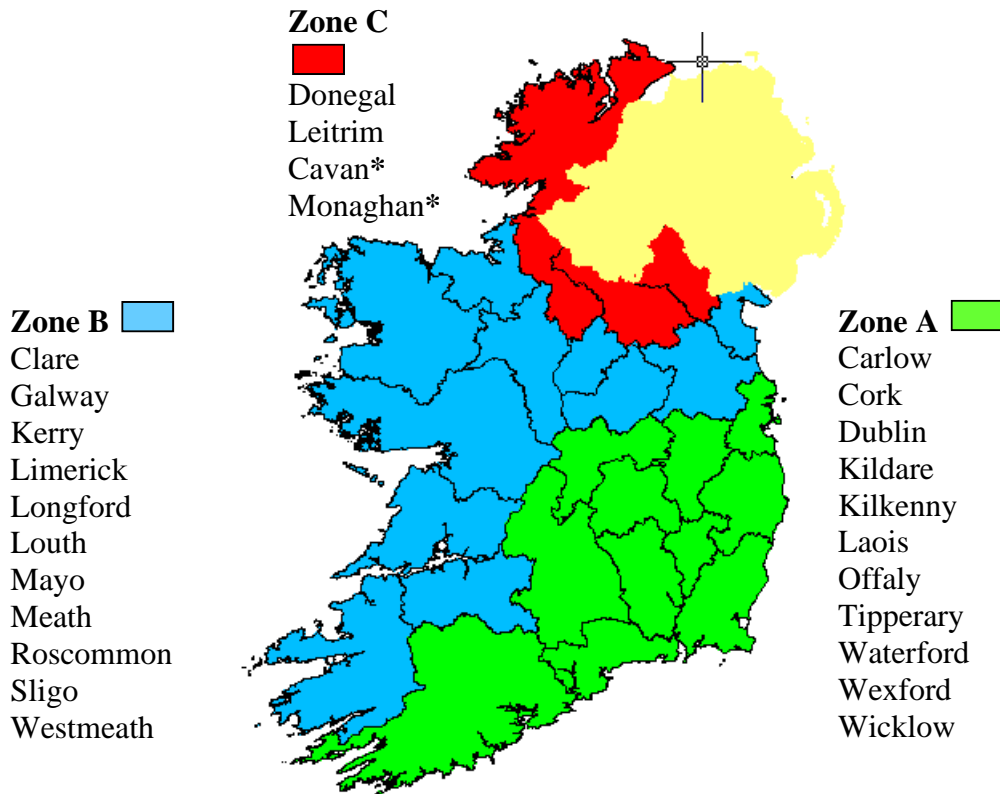 Zone C
Donegal
Leitrim
Cavan*
Monaghan*
Zone B
Clare
Galway
Kerry
Limerick
Longford
Louth
Mayo
Meath
Roscommon
Sligo
Westmeath
Zone A
Carlow
Cork
Dublin
Kildare
Kilkenny
Laois
Offaly
Tipperary
Waterford
Wexford
Wicklow